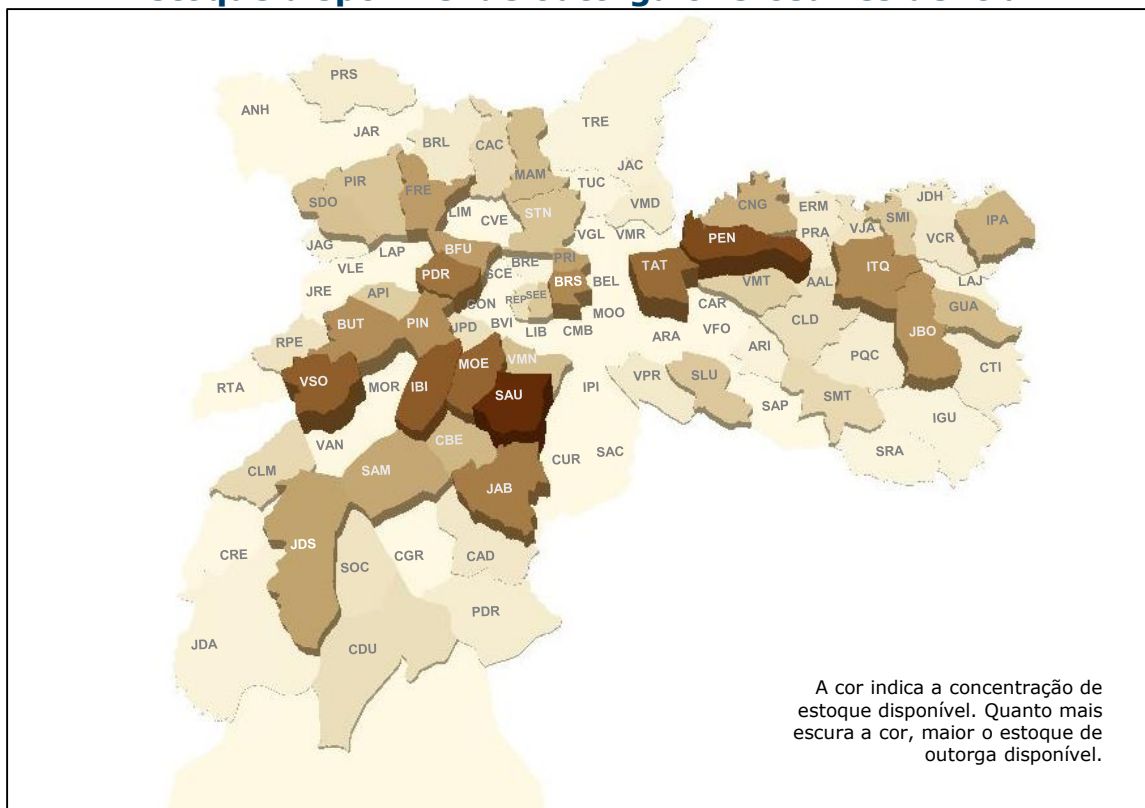 PRS
ANH
TRE
JAR
BRL
CAC
JAC
MAM
TUC
PIR
FRE
SDO
VMD
CNG
ERM
JDH
SMI
IPA
LIM
CVE
STN
VJA
VGL
VMR
PEN
PRA
VCR
JAG
LAP
BFU
BRE
PRI
TAT
ITQ
VLE
PDR
SCE
BRS
BEL
VMT
AAL
LAJ
JRE
API
CON
REP
SEE
MOO
CAR
GUA
BUT
PIN
JPD
BVI
LIB
CMB
ARA
VFO
CLD
JBO
RPE
MOE
VMN
ARI
PQC
CTI
RTA
VSO
MOR
IBI
SAU
IPI
VPR
SLU
SAP
SMT
IGU
VAN
CBE
CUR
SAC
SRA
CLM
SAM
JAB
JDS
CRE
SOC
CGR
CAD
PDR
JDA
CDU
A cor indica a concentração de
estoque disponível. Quanto mais
escura a cor, maior o estoque de
outorga disponível.